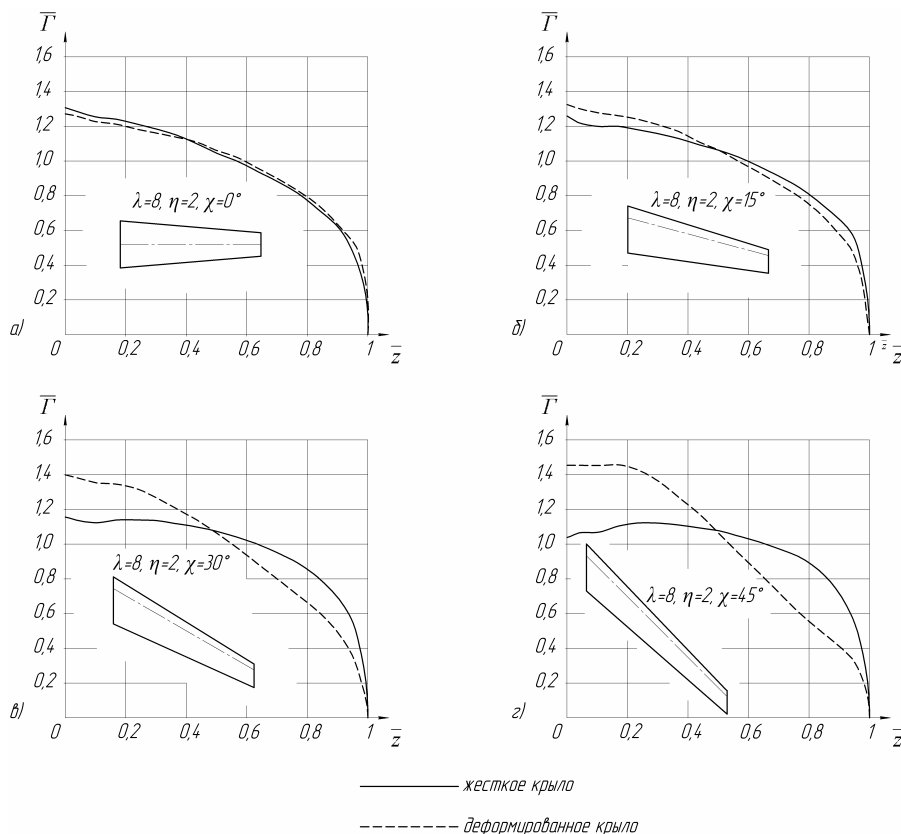 Γ̅
1,6
1,4
1,2
1,0
0,8
0,6
0,4
0,2
λ=8, η=2, χ=0°
а)
0 0,2 0,4 0,6 0,8 1 z̅
Γ̅
1,6
1,4
1,2
1,0
0,8
0,6
0,4
0,2
λ=8, η=2, χ=15°
б)
0 0,2 0,4 0,6 0,8 1 z̅ z̅
Γ̅
1,6
1,4
1,2
1,0
0,8
0,6
0,4
0,2
λ=8, η=2, χ=30°
в)
0 0,2 0,4 0,6 0,8 1 z̅
Γ̅
1,6
1,4
1,2
1,0
0,8
0,6
0,4
0,2
λ=8, η=2, χ=45°
г)
0 0,2 0,4 0,6 0,8 1 z̅
жесткое крыло
деформированное крыло